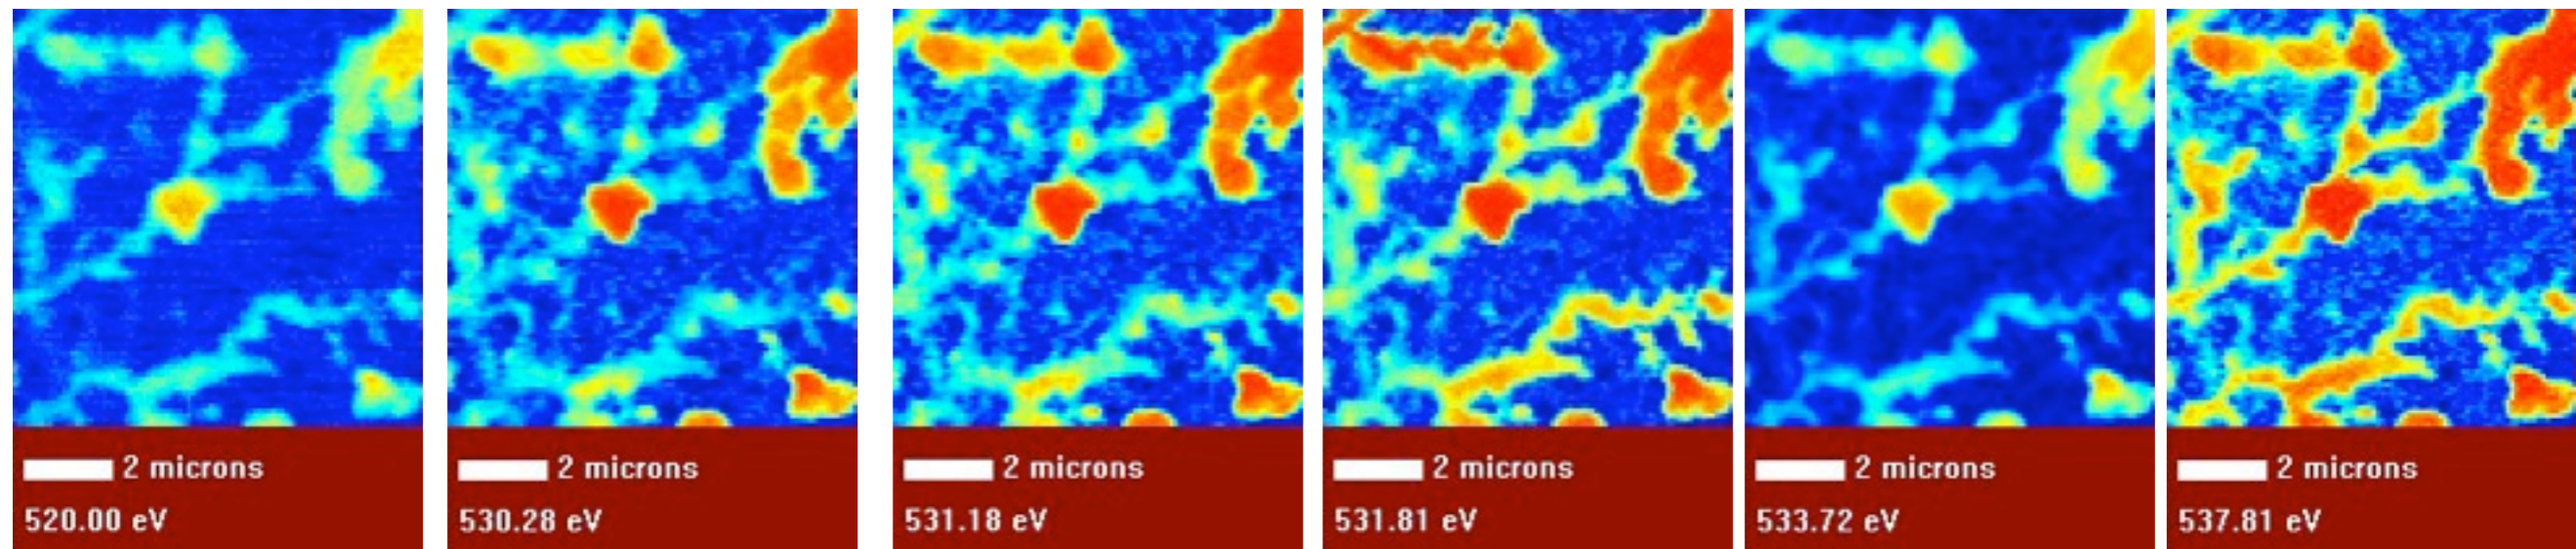 2 microns
520.00 eV
2 microns
530.28 eV
2 microns
531.18 eV
2 microns
531.81 eV
2 microns
533.72 eV
2 microns
537.81 eV